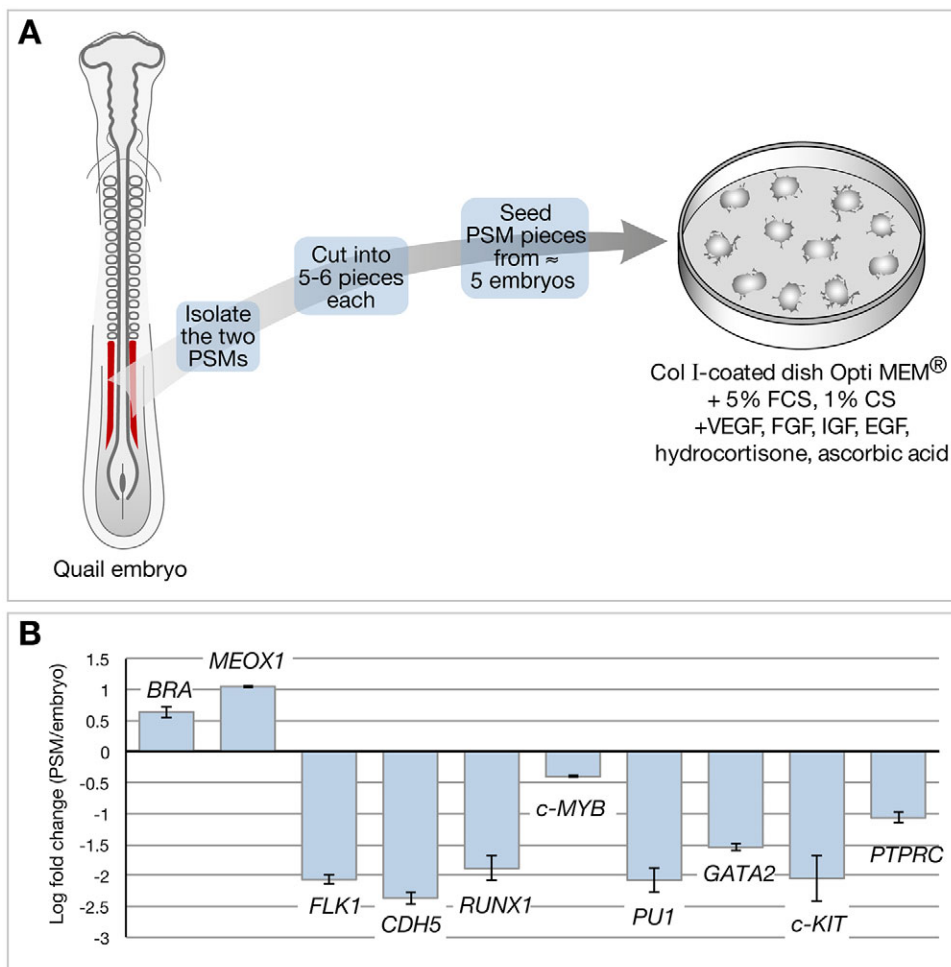 A
Isolate
the two
PSMs
Cut into
5-6 pieces
each
Seed
PSM pieces
from ≈
5 embryos
Quail embryo
Col I-coated dish Opti MEM®
+ 5% FCS, 1% CS
+VEGF, FGF, IGF, EGF,
hydrocortisone, ascorbic acid
B
Log fold change (PSM/embryo)
1.5
1
0.5
0
-0.5
-1
-1.5
-2
-2.5
-3
BRA
MEOX1
FLK1
CDH5
RUNX1
c-MYB
PU1
GATA2
c-KIT
PTPRC